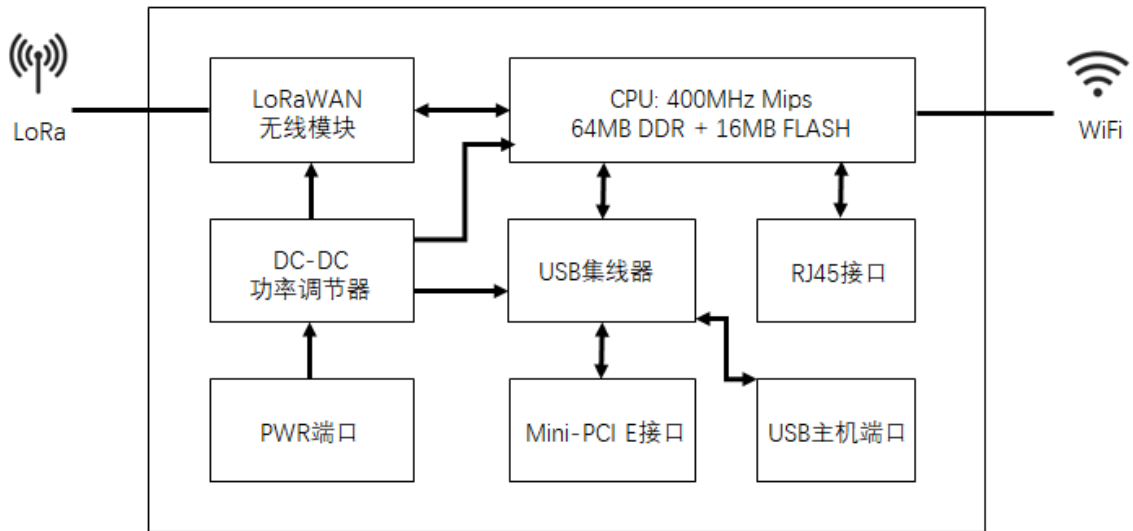 LoRa
LoRaWAN
无线模块
CPU: 400MHz Mips
64MB DDR + 16MB FLASH
WiFi
DC-DC
功率调节器
USB集线器
RJ45接口
PWR端口
Mini-PCI E接口
USB主机端口